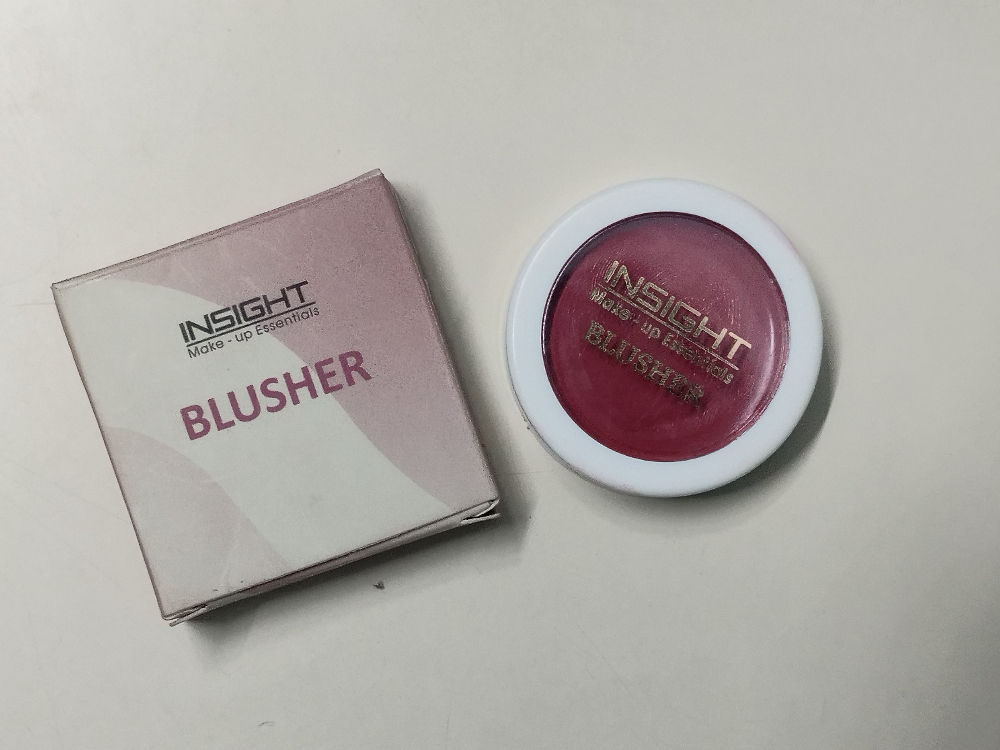 INSIGHT
Make - up Essentials
BLUSHER
INSIGHT
Make - up Essentials
BLUSHER